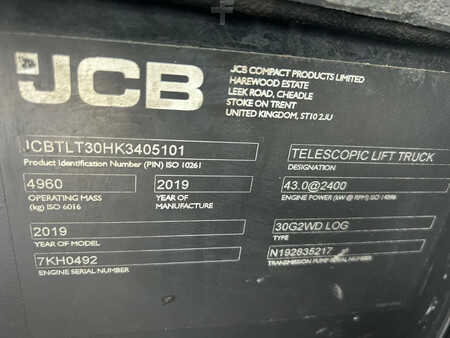 JCB
JCB COMPACT PRODUCTS LIMITED
HAREWOOD ESTATE
LEEK ROAD, CHEADLE
STOKE ON TRENT
UNITED KINGDOM, ST10 2JU
JCBTLT30HK3405101
Product Identification Number (PIN) ISO 10261
TELESCOPIC LIFT TRUCK
DESIGNATION
4960
OPERATING MASS
(kg) ISO 6016
2019
YEAR OF
MANUFACTURE
43.0@2400
ENGINE POWER (kW @ RPM) ISO 14396
2019
YEAR OF MODEL
30G2WD LOG
TYPE
7KH0492
ENGINE SERIAL NUMBER
N192835217
TRANSMISSION PUMP SERIAL NUMBER